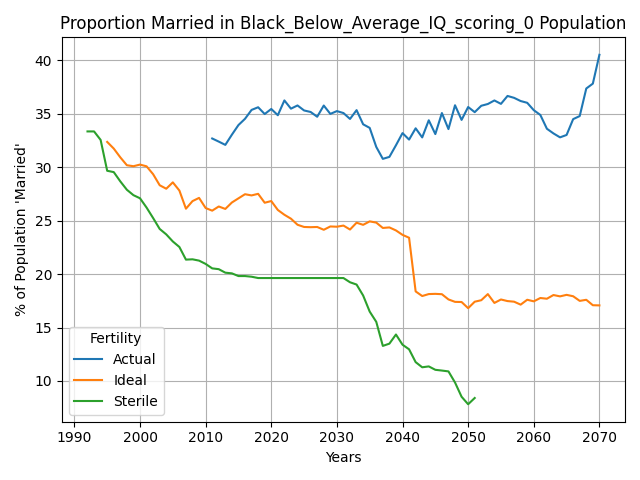 Proportion Married in Black_Below_Average_IQ_scoring_0 Population
% of Population 'Married'
40
35
30
25
20
15
10
Fertility
Actual
Ideal
Sterile
1990 2000 2010 2020 2030 2040 2050 2060 2070
Years